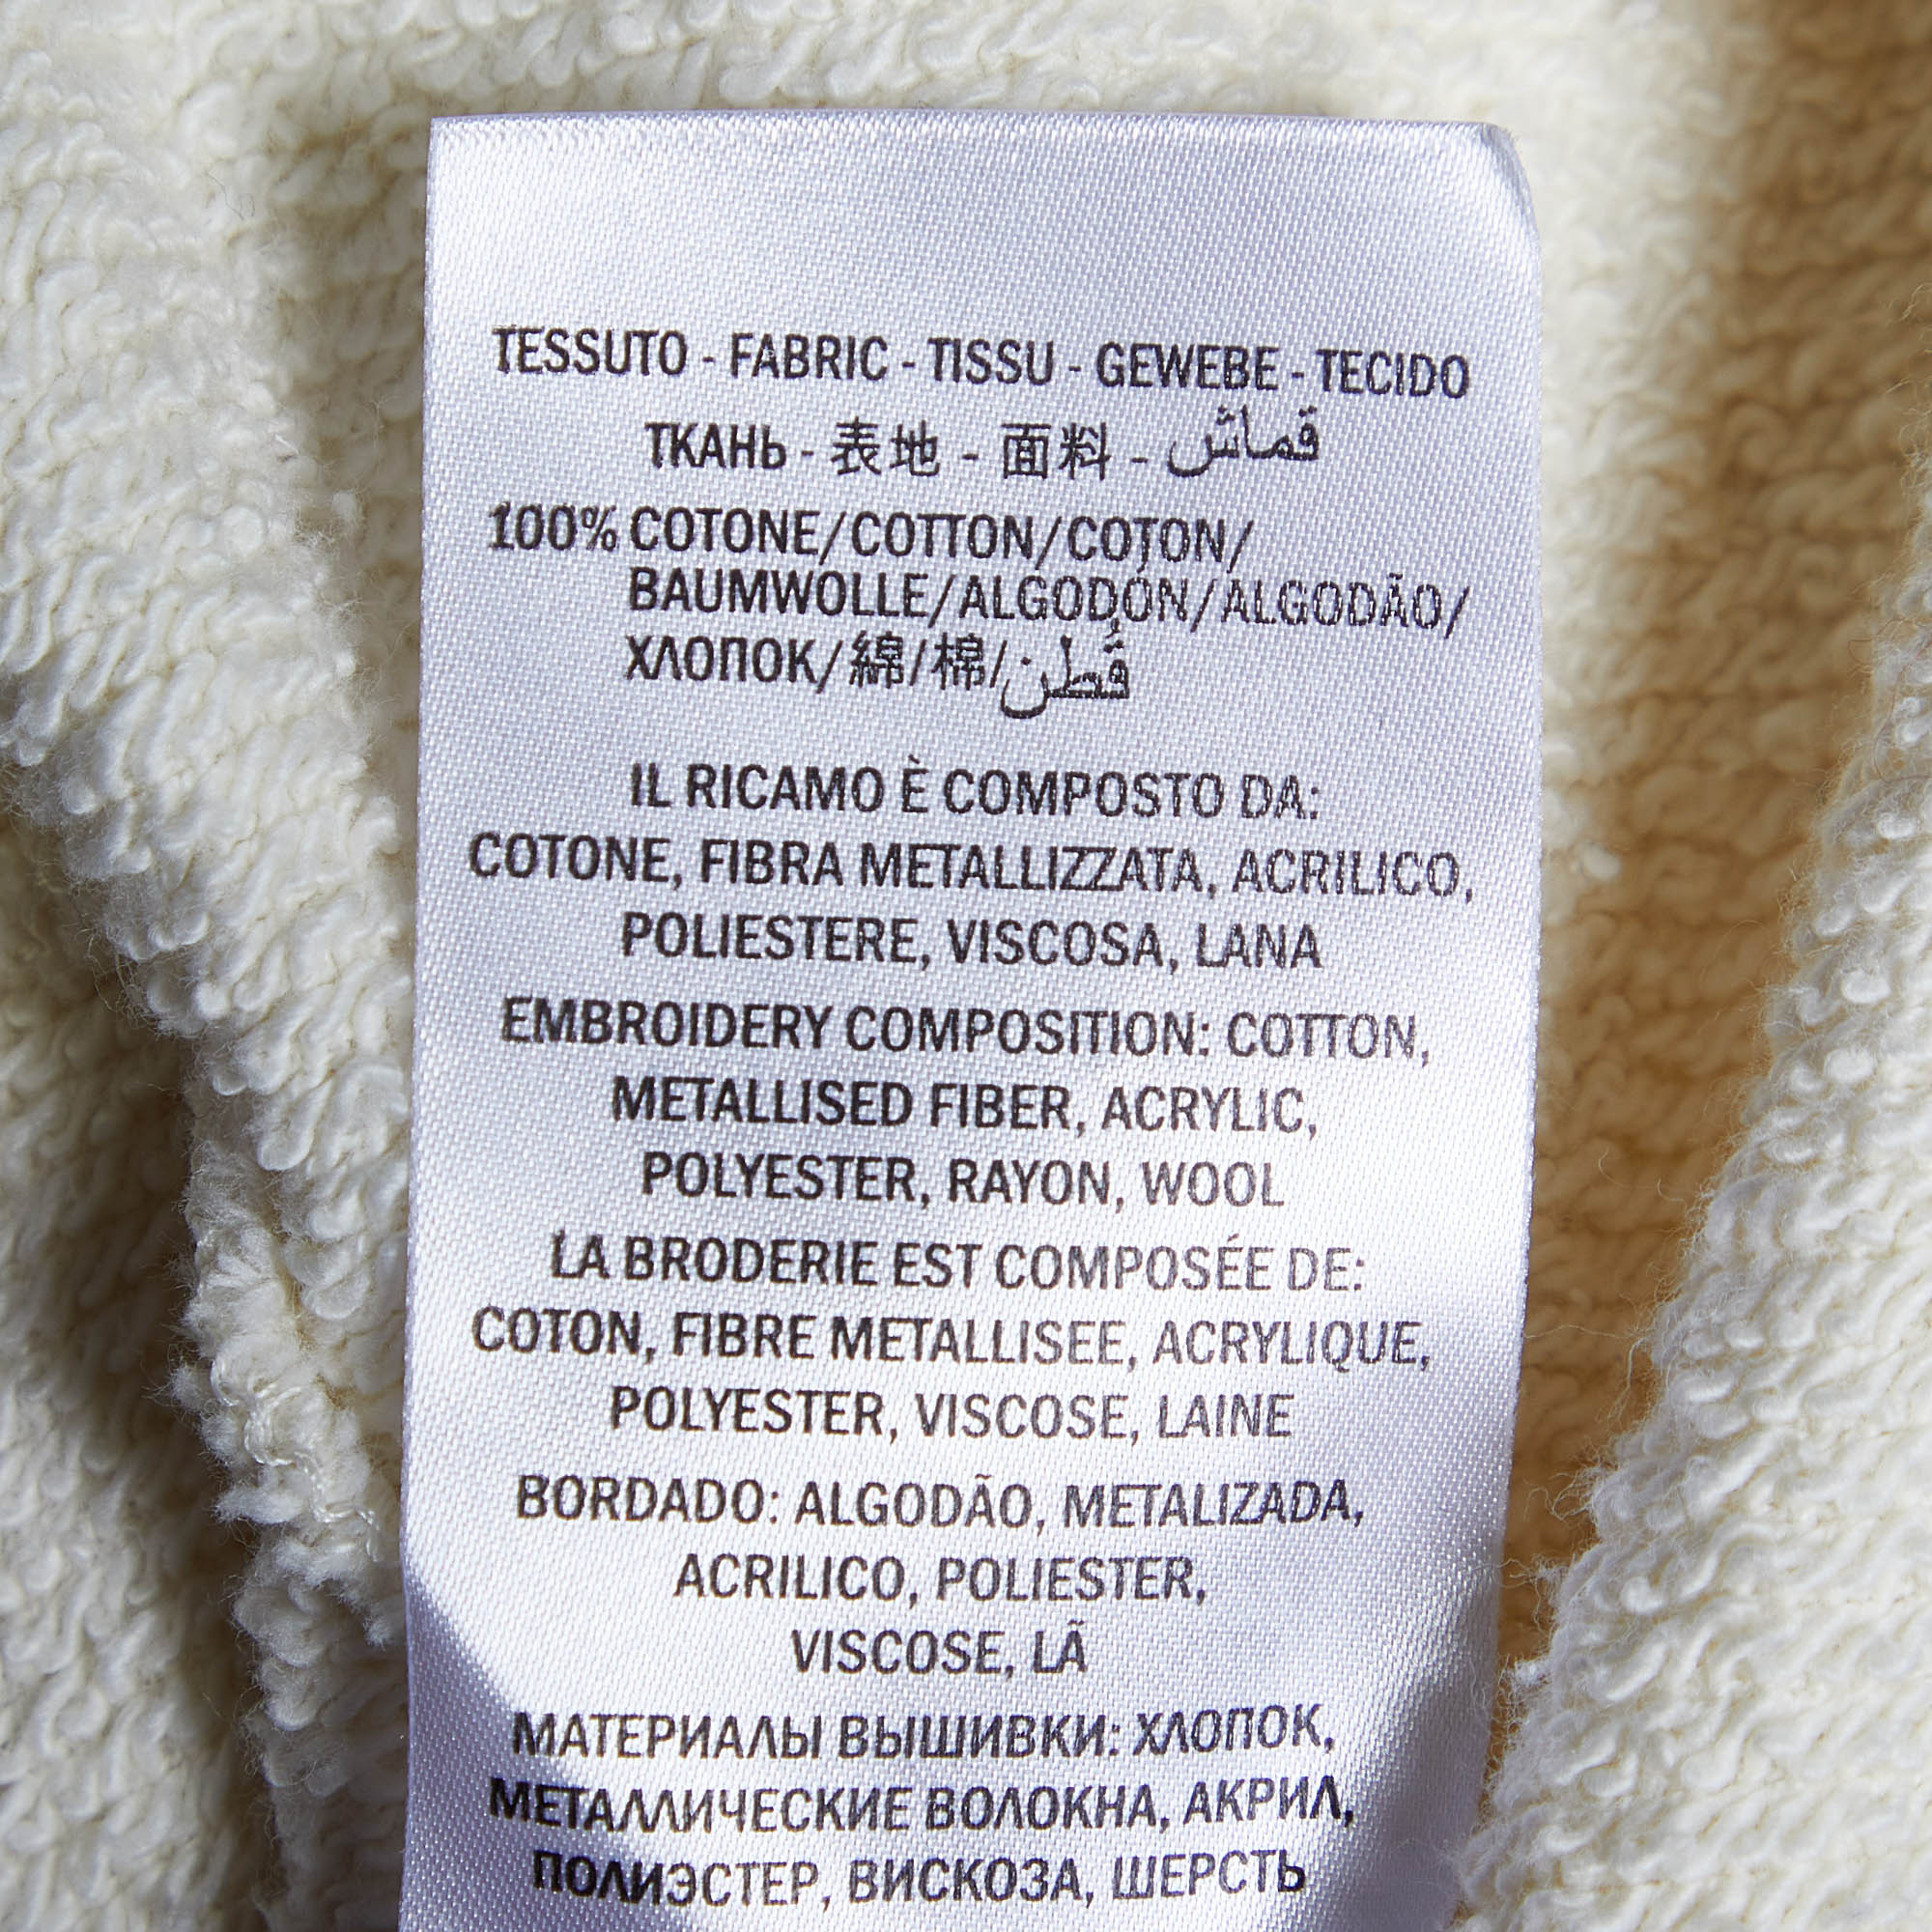 TESSUTO - FABRIC - TISSU - GEWEBE - TECIDO
ТКАНЬ - 表地 - 面料 - قماش
100% COTONE/COTTON/COTON/
BAUMWOLLE/ALGODÓN/ALGODÃO/
ХЛОПОК/綿/棉/قُطن
IL RICAMO È COMPOSTO DA:
COTONE, FIBRA METALLIZZATA, ACRILICO,
POLIESTERE, VISCOSA, LANA
EMBROIDERY COMPOSITION: COTTON,
METALLISED FIBER, ACRYLIC,
POLYESTER, RAYON, WOOL
LA BRODERIE EST COMPOSÉE DE:
COTON, FIBRE METALLISEE, ACRYLIQUE,
POLYESTER, VISCOSE, LAINE
BORDADO: ALGODÃO, METALIZADA,
ACRILICO, POLIESTER,
VISCOSE, LÃ
МАТЕРИАЛЫ ВЫШИВКИ: ХЛОПОК,
МЕТАЛЛИЧЕСКИЕ ВОЛОКНА, АКРИЛ,
ПОЛИЭСТЕР, ВИСКОЗА, ШЕРСТЬ